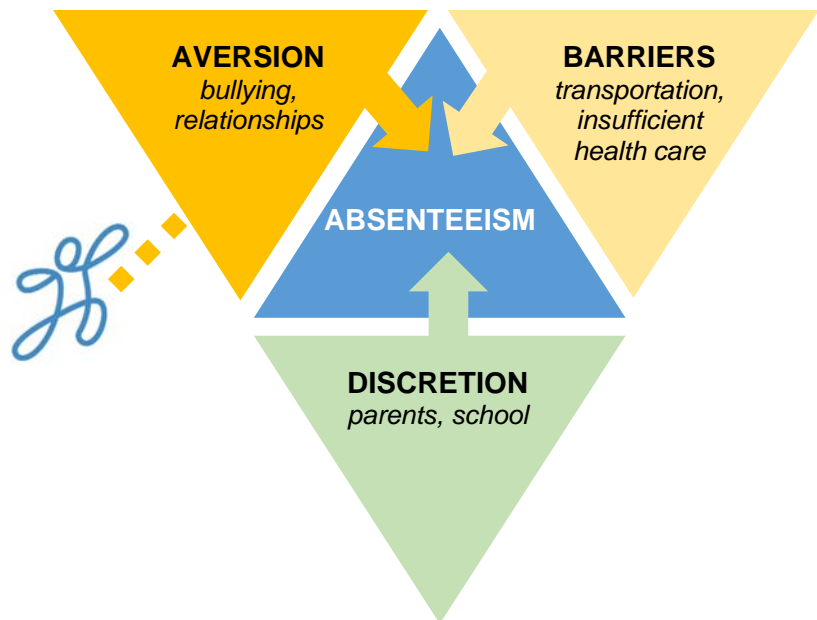 AVERSION
bullying,
relationships
BARRIERS
transportation,
insufficient
health care
ABSENTEEISM
DISCRETION
parents, school